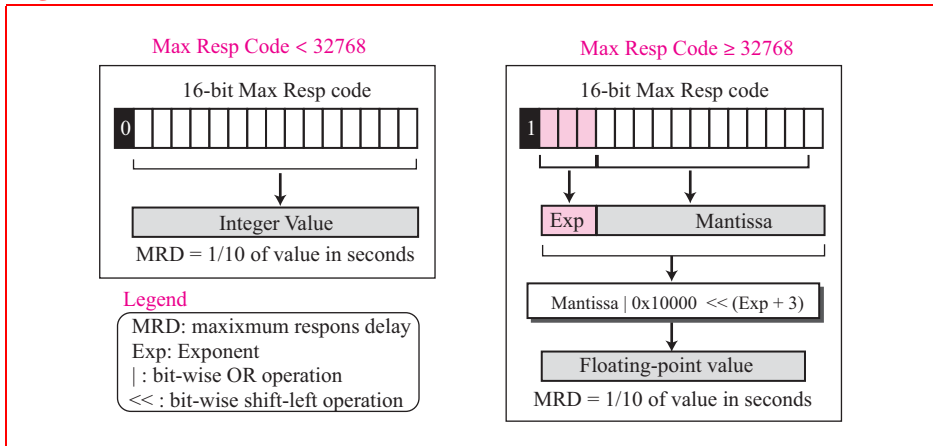 Max Resp Code < 32768
16-bit Max Resp code
0
Integer Value
MRD = 1/10 of value in seconds
Legend
MRD: maxixmum respons delay
Exp: Exponent
| : bit-wise OR operation
<< : bit-wise shift-left operation
Max Resp Code ≥ 32768
16-bit Max Resp code
1
Exp Mantissa
Mantissa | 0x10000 << (Exp + 3)
Floating-point value
MRD = 1/10 of value in seconds